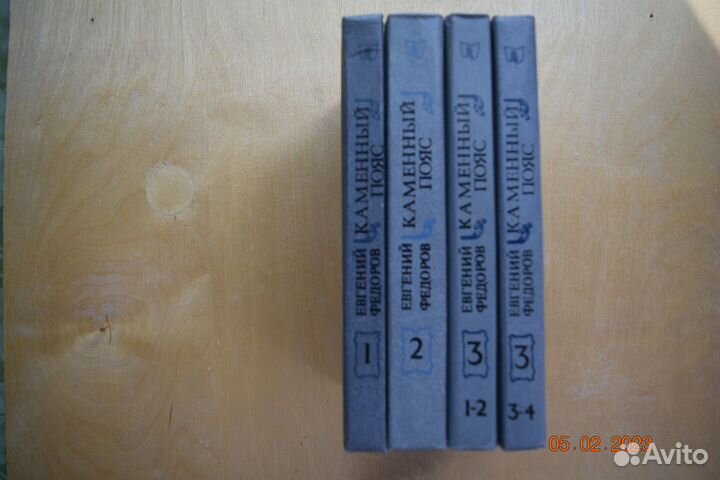 ЕВГЕНИЙ
ФЕДОРОВ
КАМЕННЫЙ
ПОЯС
1
ЕВГЕНИЙ
ФЕДОРОВ
КАМЕННЫЙ
ПОЯС
2
ЕВГЕНИЙ
ФЕДОРОВ
КАМЕННЫЙ
ПОЯС
3
1-2
ЕВГЕНИЙ
ФЕДОРОВ
КАМЕННЫЙ
ПОЯС
3
3-4
05.02.2023
Avito